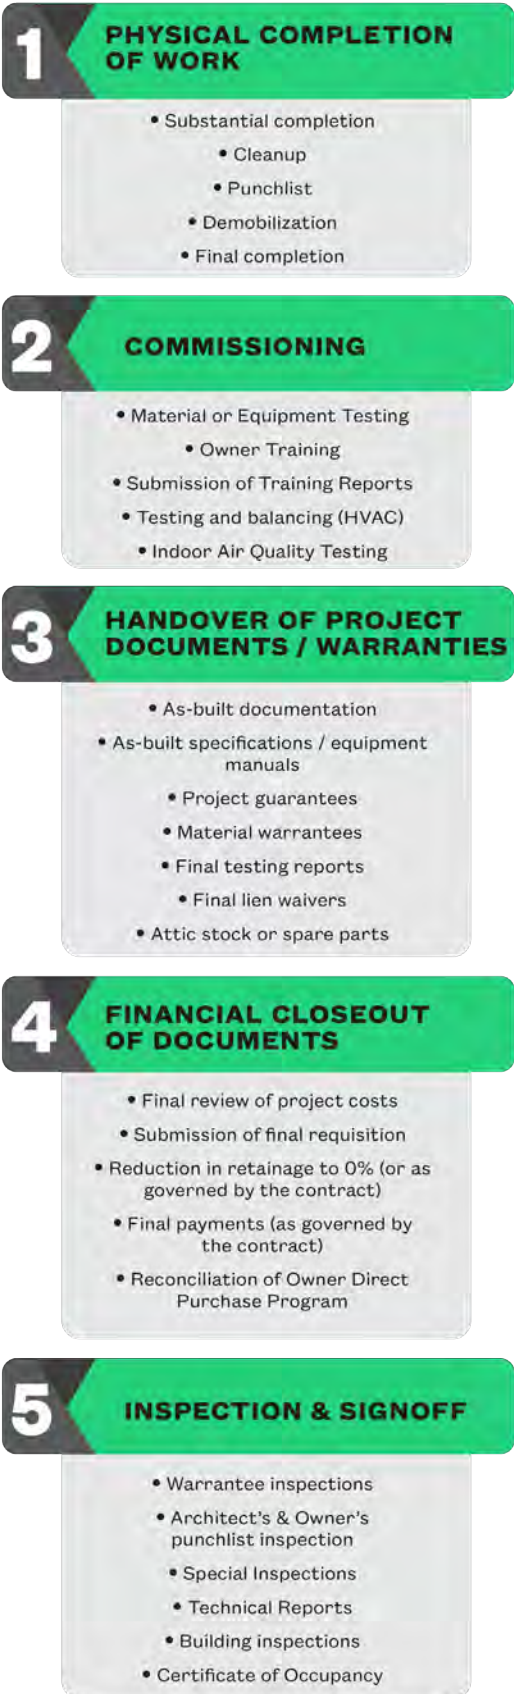 1
PHYSICAL COMPLETION
OF WORK
• Substantial completion
• Cleanup
• Punchlist
• Demobilization
• Final completion
2
COMMISSIONING
• Material or Equipment Testing
• Owner Training
• Submission of Training Reports
• Testing and balancing (HVAC)
• Indoor Air Quality Testing
3
HANDOVER OF PROJECT
DOCUMENTS / WARRANTIES
• As-built documentation
• As-built specifications / equipment
manuals
• Project guarantees
• Material warrantees
• Final testing reports
• Final lien waivers
• Attic stock or spare parts
4
FINANCIAL CLOSEOUT
OF DOCUMENTS
• Final review of project costs
• Submission of final requisition
• Reduction in retainage to 0% (or as
governed by the contract)
• Final payments (as governed by
the contract)
• Reconciliation of Owner Direct
Purchase Program
5
INSPECTION & SIGNOFF
• Warrantee inspections
• Architect's & Owner's
punchlist inspection
• Special Inspections
• Technical Reports
• Building inspections
• Certificate of Occupancy